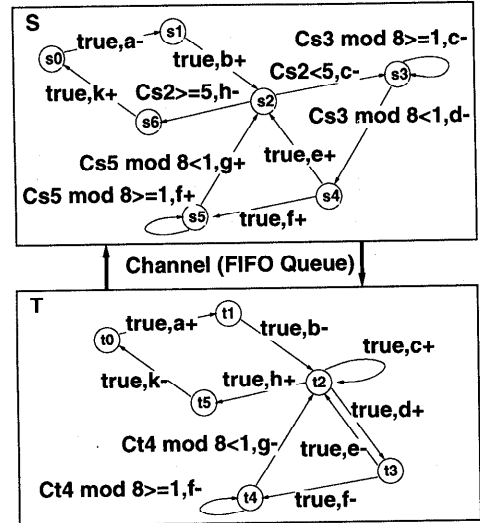 S
s1
true,a-
s0
true,b+
Cs3 mod 8>=1,c-
Cs2<5,c-
s3
true,k+
Cs2>=5,h-
s2
s6
Cs3 mod 8<1,d-
Cs5 mod 8<1,g+
true,e+
Cs5 mod 8>=1,f+
s4
s5
true,f+
Channel (FIFO Queue)
T
t1
true,a+
t0
true,b-
true,c+
true,k-
true,h+
t2
t5
true,d+
Ct4 mod 8<1,g-
true,e-
t3
Ct4 mod 8>=1,f-
t4
true,f-